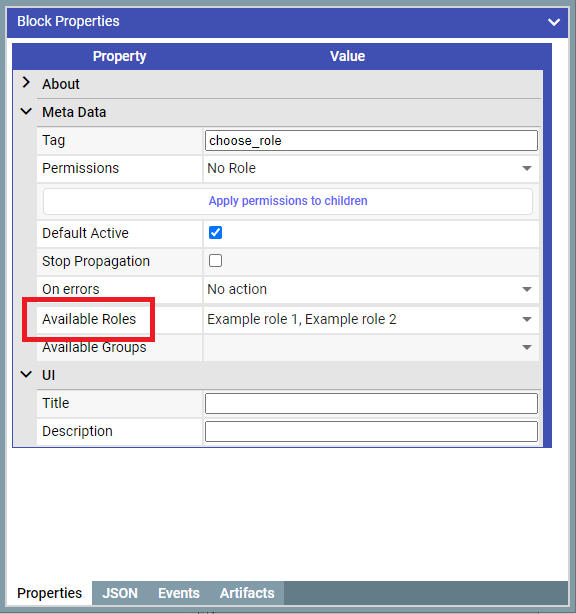 Block Properties
Property Value
About
Meta Data
Tag choose_role
Permissions No Role
Apply permissions to children
Default Active
Stop Propagation
On errors No action
Available Roles Example role 1, Example role 2
Available Groups
UI
Title
Description
Properties JSON Events Artifacts